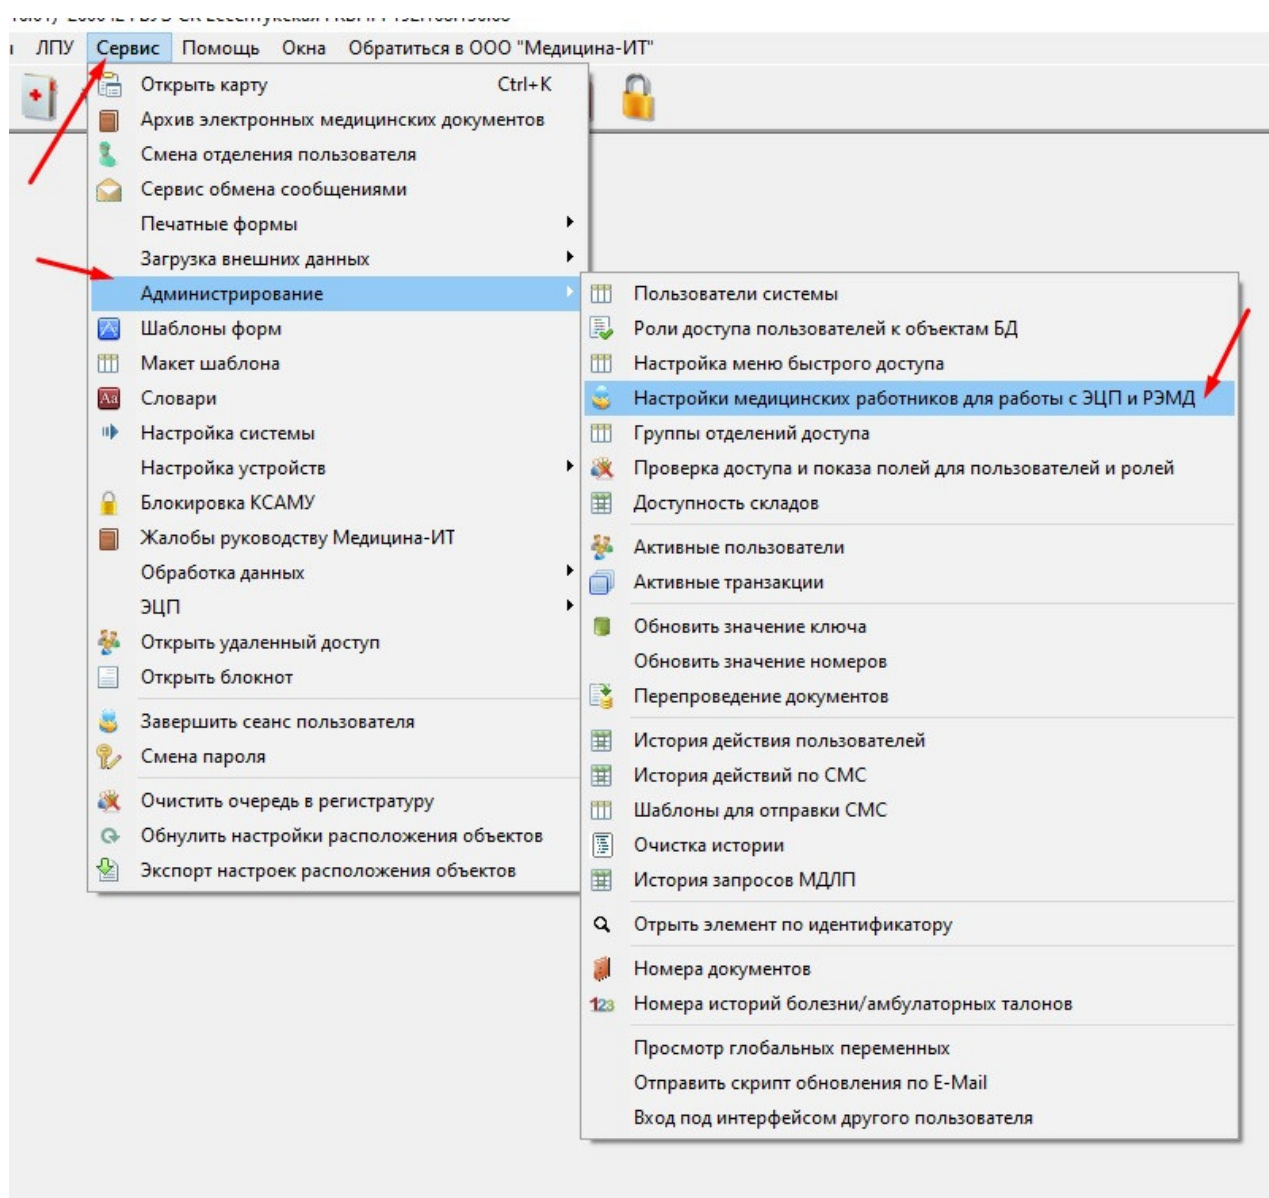 ЛПУ Сервис Помощь Окна Обратиться в ООО "Медицина-ИТ"
Открыть карту Ctrl+K
Архив электронных медицинских документов
Смена отделения пользователя
Сервис обмена сообщениями
Печатные формы
Загрузка внешних данных
Администрирование
Шаблоны форм
Макет шаблона
Словари
Настройка системы
Настройка устройств
Блокировка КСАМУ
Жалобы руководству Медицина-ИТ
Обработка данных
ЭЦП
Открыть удаленный доступ
Открыть блокнот
Завершить сеанс пользователя
Смена пароля
Очистить очередь в регистратуру
Обнулить настройки расположения объектов
Экспорт настроек расположения объектов
Пользователи системы
Роли доступа пользователей к объектам БД
Настройка меню быстрого доступа
Настройки медицинских работников для работы с ЭЦП и РЭМД
Группы отделений доступа
Проверка доступа и показа полей для пользователей и ролей
Доступность складов
Активные пользователи
Активные транзакции
Обновить значение ключа
Обновить значение номеров
Перепроведение документов
История действия пользователей
История действий по СМС
Шаблоны для отправки СМС
Очистка истории
История запросов МДЛП
Отрыть элемент по идентификатору
Номера документов
123 Номера историй болезни/амбулаторных талонов
Просмотр глобальных переменных
Отправить скрипт обновления по E-Mail
Вход под интерфейсом другого пользователя